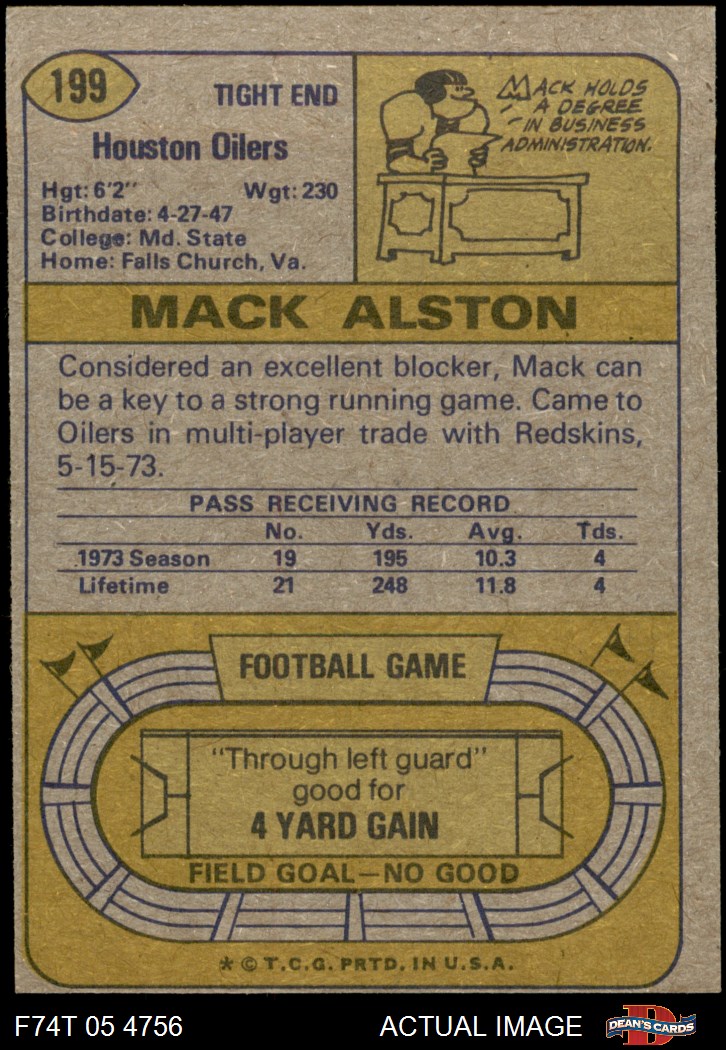 199
TIGHT END
Houston Oilers
Hgt: 6'2" Wgt: 230
Birthdate: 4-27-47
College: Md. State
Home: Falls Church, Va.
MACK HOLDS
A DEGREE
IN BUSINESS
ADMINISTRATION.
MACK ALSTON
Considered an excellent blocker, Mack can
be a key to a strong running game. Came to
Oilers in multi-player trade with Redskins,
5-15-73.
PASS RECEIVING RECORD
No. Yds. Avg. Tds.
1973 Season 19 195 10.3 4
Lifetime 21 248 11.8 4
FOOTBALL GAME
"Through left guard"
good for
4 YARD GAIN
FIELD GOAL—NO GOOD
* © T.C.G. PRTD. IN U.S.A.
F74T 05 4756 ACTUAL IMAGE D DEAN'S CARDS